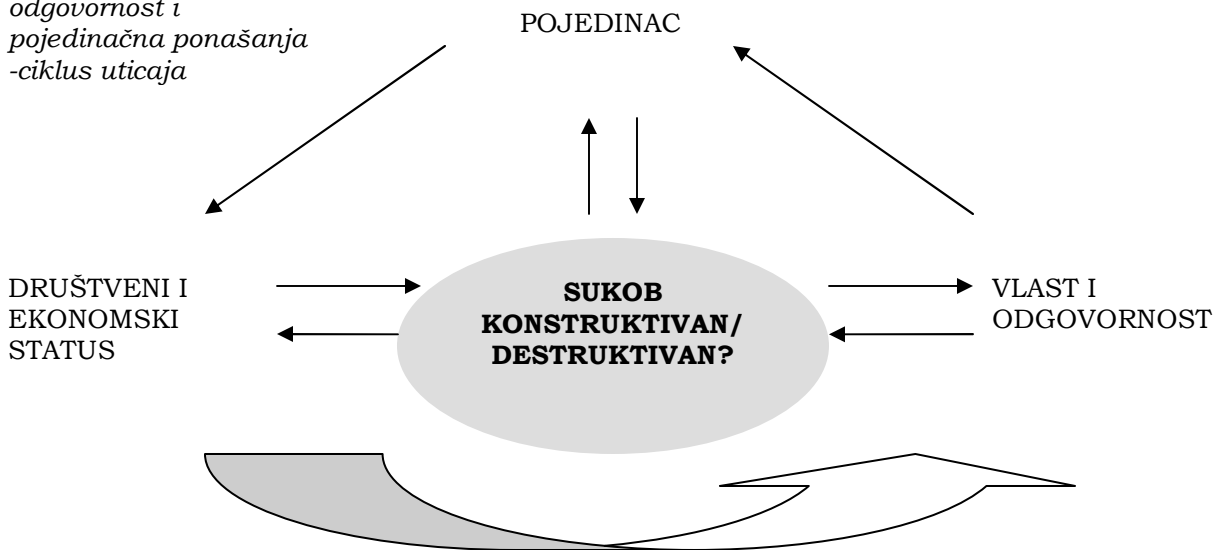 odgovornost i
pojedinačna ponašanja
-ciklus uticaja
POJEDINAC
DRUŠTVENI I
EKONOMSKI
STATUS
SUKOB
KONSTRUKTIVAN/
DESTRUKTIVAN?
VLAST I
ODGOVORNOST